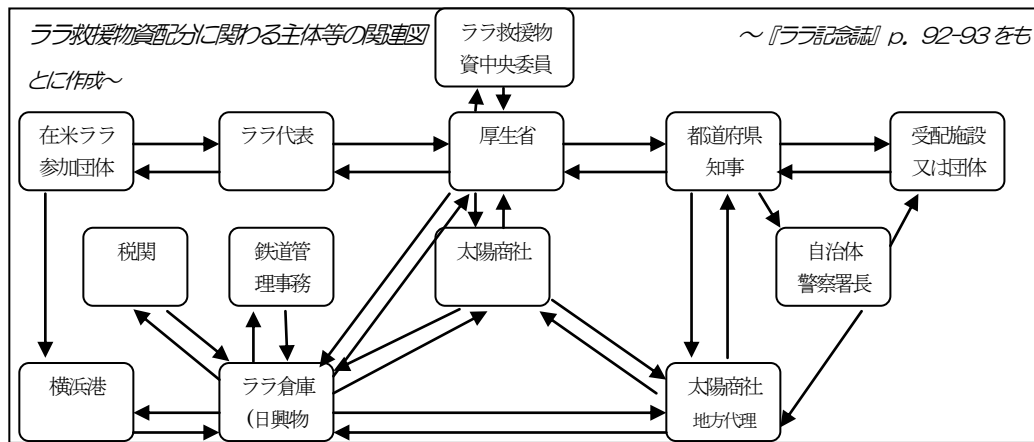 ララ救援物資配分に関わる主体等の関連図
～『ララ記念誌』p. 92-93をも
とに作成～
ララ救援物
資中央委員
在米ララ
参加団体
ララ代表
厚生省
都道府県
知事
受配施設
又は団体
税関
鉄道管
理事務
太陽商社
自治体
警察署長
横浜港
ララ倉庫
(日興物
太陽商社
地方代理